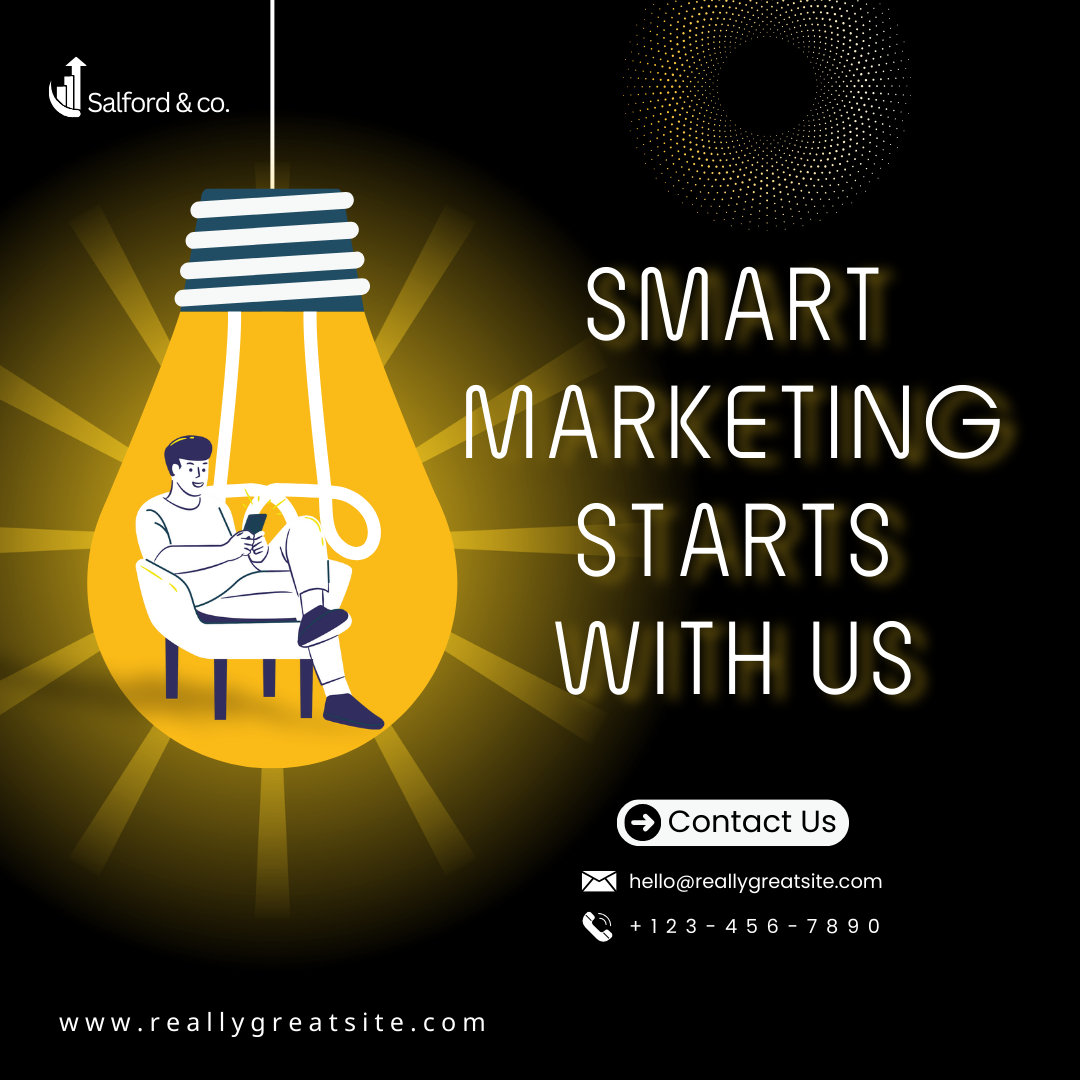 Salford & co.
SMART
MARKETING
STARTS
WITH US
Contact Us
hello@reallygreatsite.com
+123-456-7890
www.reallygreatsite.com